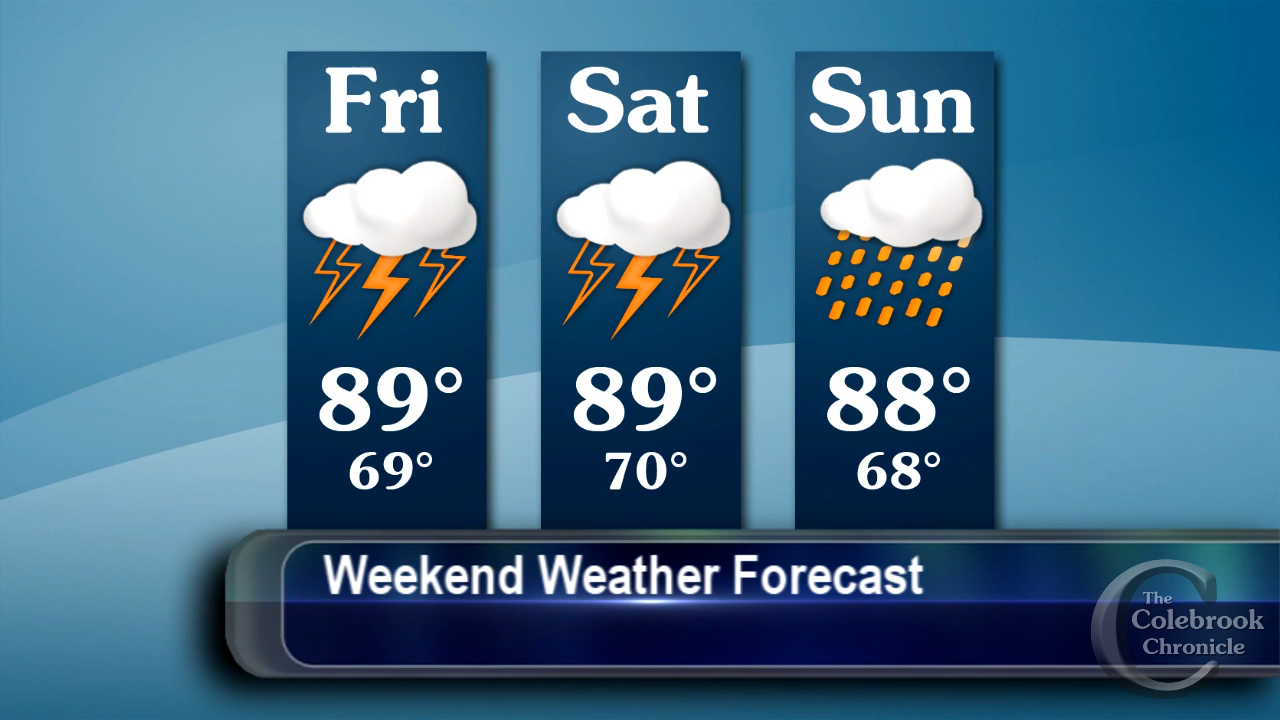 Fri
89°
69°
Sat
89°
70°
Sun
88°
68°
Weekend Weather Forecast
The
Colebrook
Chronicle